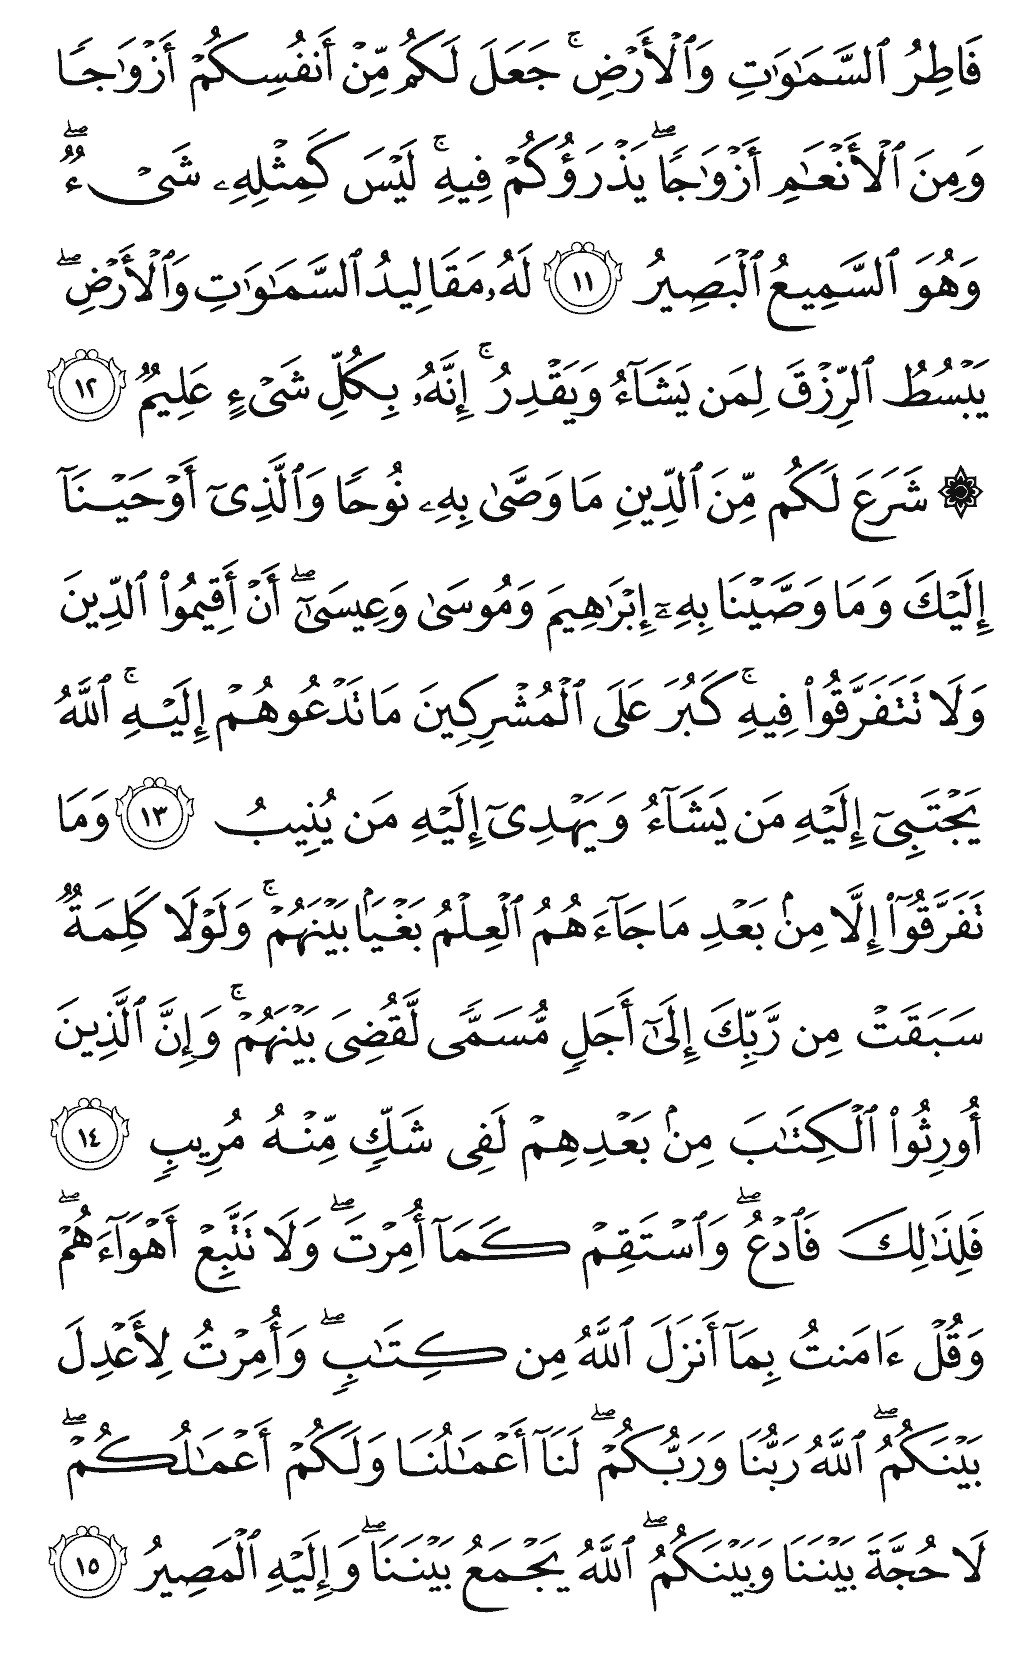 فَاطِرُ ٱلسَّمَٰوَٰتِ وَٱلۡأَرۡضِۚ جَعَلَ لَكُم مِّنۡ أَنفُسِكُمۡ أَزۡوَٰجٗا
وَمِنَ ٱلۡأَنۡعَٰمِ أَزۡوَٰجٗا يَذۡرَؤُكُمۡ فِيهِۚ لَيۡسَ كَمِثۡلِهِۦ شَيۡءٞۖ
وَهُوَ ٱلسَّمِيعُ ٱلۡبَصِيرُ ١١ لَهُۥ مَقَالِيدُ ٱلسَّمَٰوَٰتِ وَٱلۡأَرۡضِۖ
يَبۡسُطُ ٱلرِّزۡقَ لِمَن يَشَآءُ وَيَقۡدِرُۚ إِنَّهُۥ بِكُلِّ شَيۡءٍ عَلِيمٞ ١٢
۞ شَرَعَ لَكُم مِّنَ ٱلدِّينِ مَا وَصَّىٰ بِهِۦ نُوحٗا وَٱلَّذِيٓ أَوۡحَيۡنَآ
إِلَيۡكَ وَمَا وَصَّيۡنَا بِهِۦٓ إِبۡرَٰهِيمَ وَمُوسَىٰ وَعِيسَىٰٓۖ أَنۡ أَقِيمُواْ ٱلدِّينَ
وَلَا تَتَفَرَّقُواْ فِيهِۚ كَبُرَ عَلَى ٱلۡمُشۡرِكِينَ مَا تَدۡعُوهُمۡ إِلَيۡهِۚ ٱللَّهُ
يَجۡتَبِيٓ إِلَيۡهِ مَن يَشَآءُ وَيَهۡدِيٓ إِلَيۡهِ مَن يُنِيبُ ١٣ وَمَا
تَفَرَّقُوٓاْ إِلَّا مِنۢ بَعۡدِ مَا جَآءَهُمُ ٱلۡعِلۡمُ بَغۡيَۢا بَيۡنَهُمۡۚ وَلَوۡلَا كَلِمَةٞ
سَبَقَتۡ مِن رَّبِّكَ إِلَىٰٓ أَجَلٖ مُّسَمّٗى لَّقُضِيَ بَيۡنَهُمۡۚ وَإِنَّ ٱلَّذِينَ
أُورِثُواْ ٱلۡكِتَٰبَ مِنۢ بَعۡدِهِمۡ لَفِي شَكّٖ مِّنۡهُ مُرِيبٖ ١٤
فَلِذَٰلِكَ فَٱدۡعُۖ وَٱسۡتَقِمۡ كَمَآ أُمِرۡتَۖ وَلَا تَتَّبِعۡ أَهۡوَآءَهُمۡۖ
وَقُلۡ ءَامَنتُ بِمَآ أَنزَلَ ٱللَّهُ مِن كِتَٰبٖۖ وَأُمِرۡتُ لِأَعۡدِلَ
بَيۡنَكُمُۖ ٱللَّهُ رَبُّنَا وَرَبُّكُمۡۖ لَنَآ أَعۡمَٰلُنَا وَلَكُمۡ أَعۡمَٰلُكُمۡۖ
لَا حُجَّةَ بَيۡنَنَا وَبَيۡنَكُمُۖ ٱللَّهُ يَجۡمَعُ بَيۡنَنَاۖ وَإِلَيۡهِ ٱلۡمَصِيرُ ١٥